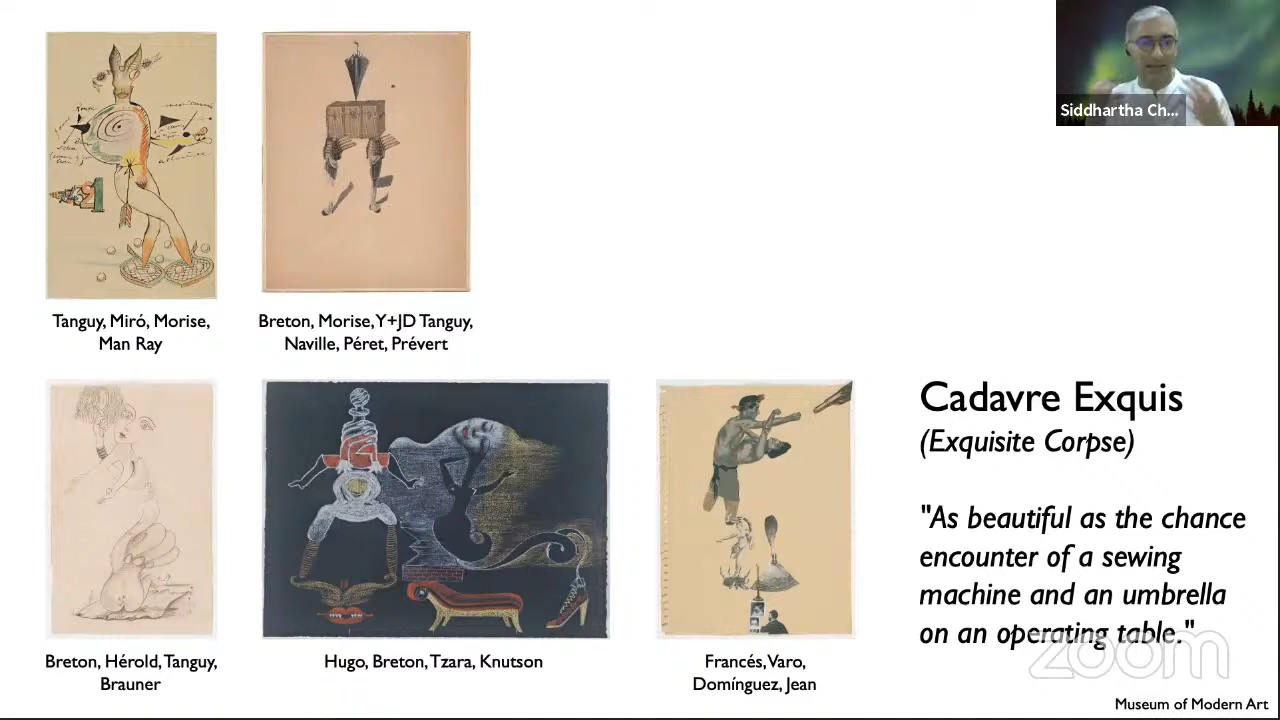 Siddhartha Ch...
Tanguy, Miró, Morise,
Man Ray
Breton, Morise, Y+JD Tanguy,
Naville, Péret, Prévert
Breton, Hérold, Tanguy,
Brauner
Hugo, Breton, Tzara, Knutson
Francés, Varo,
Domínguez, Jean
Cadavre Exquis
(Exquisite Corpse)
"As beautiful as the chance
encounter of a sewing
machine and an umbrella
on an operating table."
zoom
Museum of Modern Art